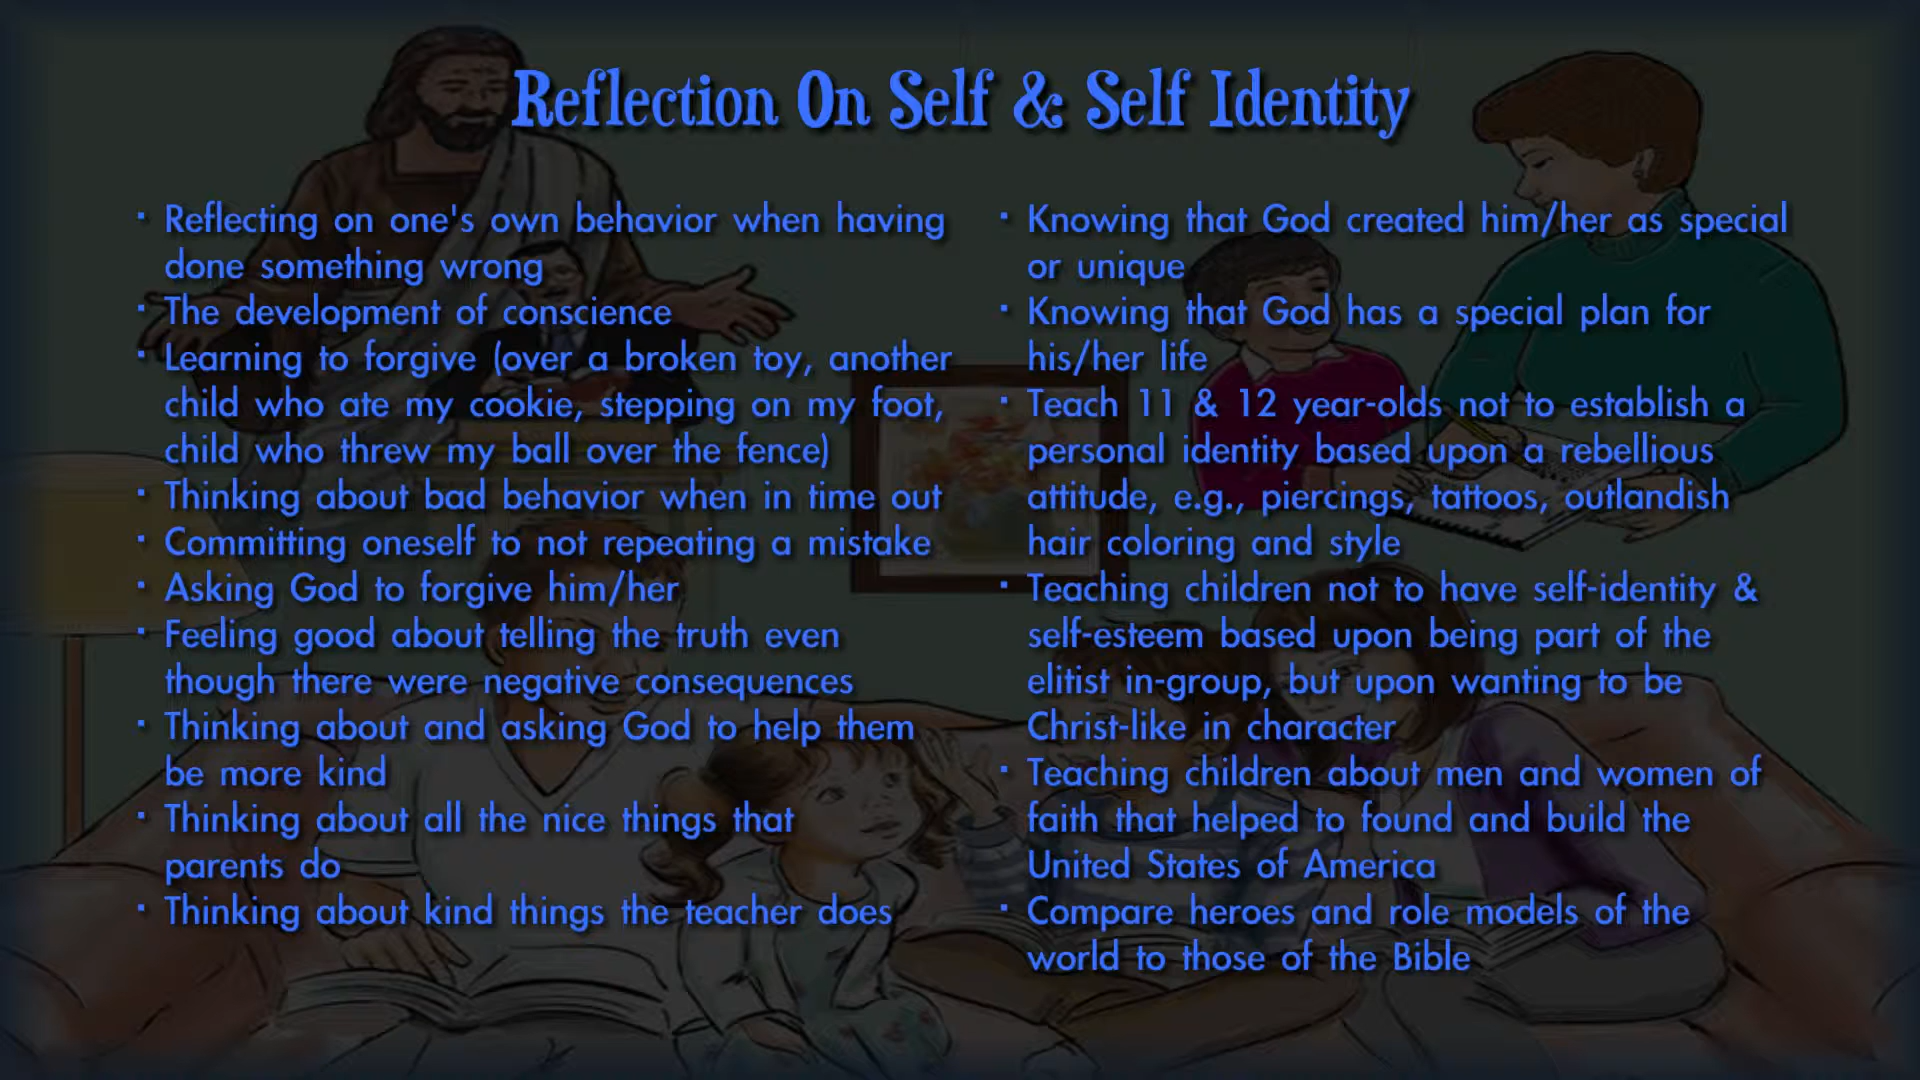 Reflection On Self & Self Identity
· Reflecting on one's own behavior when having
done something wrong
· The development of conscience
· Learning to forgive (over a broken toy, another
child who ate my cookie, stepping on my foot,
child who threw my ball over the fence)
· Thinking about bad behavior when in time out
· Committing oneself to not repeating a mistake
· Asking God to forgive him/her
· Feeling good about telling the truth even
though there were negative consequences
· Thinking about and asking God to help them
be more kind
· Thinking about all the nice things that
parents do
· Thinking about kind things the teacher does
· Knowing that God created him/her as special
or unique
· Knowing that God has a special plan for
his/her life
· Teach 11 & 12 year-olds not to establish a
personal identity based upon a rebellious
attitude, e.g., piercings, tattoos, outlandish
hair coloring and style
· Teaching children not to have self-identity &
self-esteem based upon being part of the
elitist in-group, but upon wanting to be
Christ-like in character
· Teaching children about men and women of
faith that helped to found and build the
United States of America
· Compare heroes and role models of the
world to those of the Bible